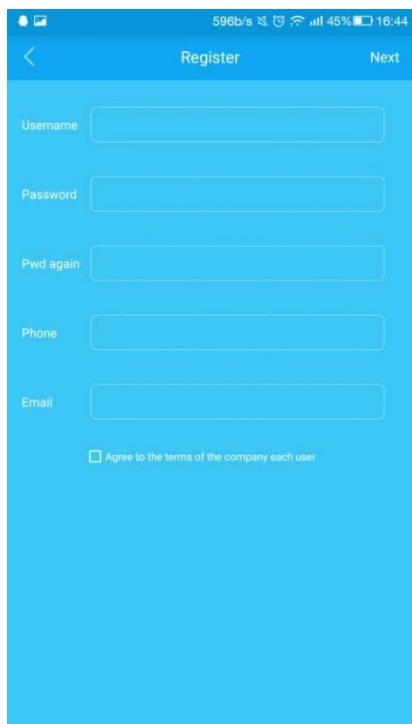 596b/s 45% 16:44
Register Next
Username
Password
Pwd again
Phone
Email
Agree to the terms of the company each user